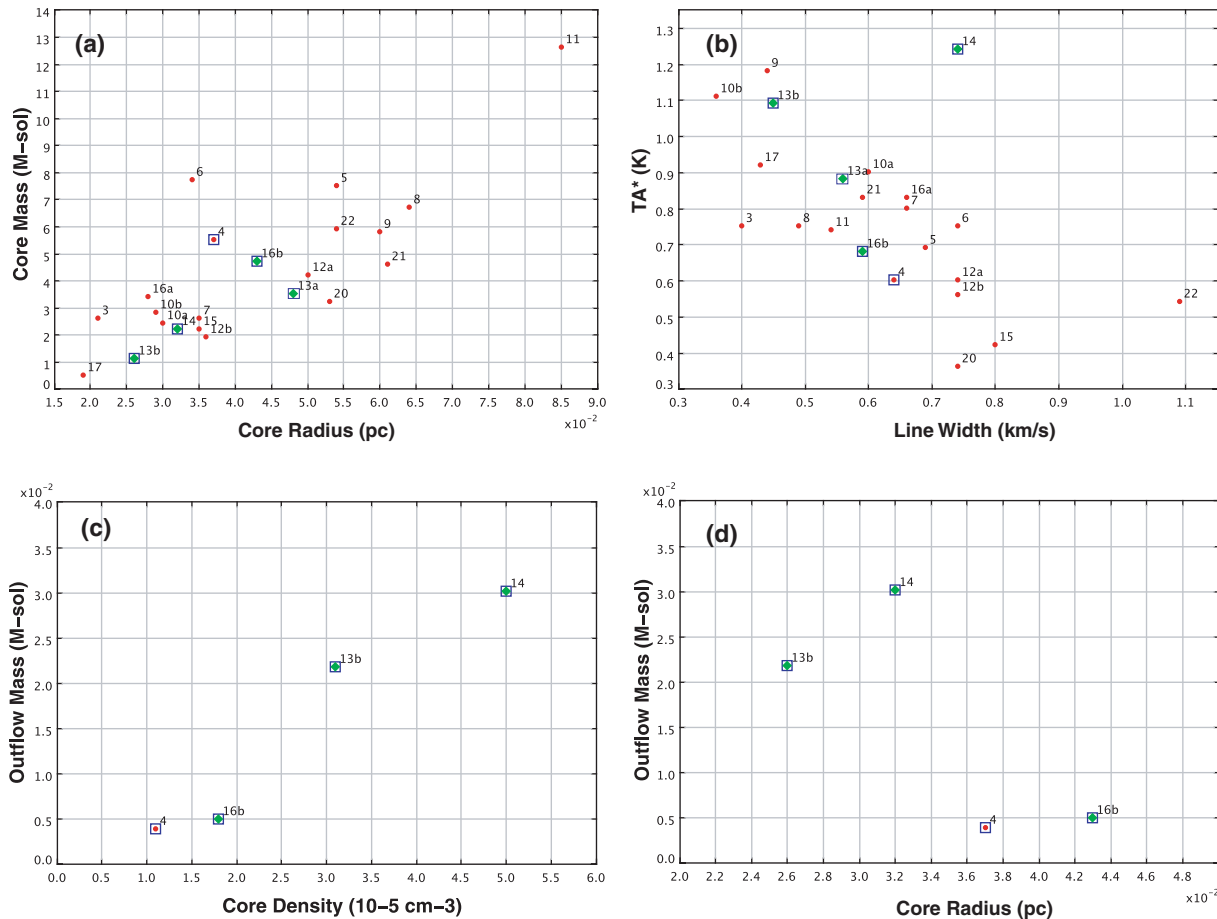 (a)
Core Mass (M-sol)
14
13
12
11
10
9
8
7
6
5
4
3
2
1
0
11
6
5
8
4
22
9
16b
12a
21
16a
13a
20
3
10b
7
10a
14
15
12b
13b
17
1.5 2.0 2.5 3.0 3.5 4.0 4.5 5.0 5.5 6.0 6.5 7.0 7.5 8.0 8.5 9.0
×10−2
Core Radius (pc)
(b)
TA* (K)
1.3
1.2
1.1
1.0
0.9
0.8
0.7
0.6
0.5
0.4
0.3
14
9
10b
13b
17
13a
10a
21
16a
7
3
8
11
6
16b
5
4
12a
12b
22
15
20
0.3 0.4 0.5 0.6 0.7 0.8 0.9 1.0 1.1
Line Width (km/s)
×10−2
(c)
Outflow Mass (M-sol)
4.0
3.5
3.0
2.5
2.0
1.5
1.0
0.5
0.0
14
13b
4
16b
0.0 0.5 1.0 1.5 2.0 2.5 3.0 3.5 4.0 4.5 5.0 5.5 6.0
Core Density (10−5 cm−3)
×10−2
(d)
Outflow Mass (M-sol)
4.0
3.5
3.0
2.5
2.0
1.5
1.0
0.5
0.0
14
13b
4
16b
2.0 2.2 2.4 2.6 2.8 3.0 3.2 3.4 3.6 3.8 4.0 4.2 4.4 4.6 4.8
×10−2
Core Radius (pc)